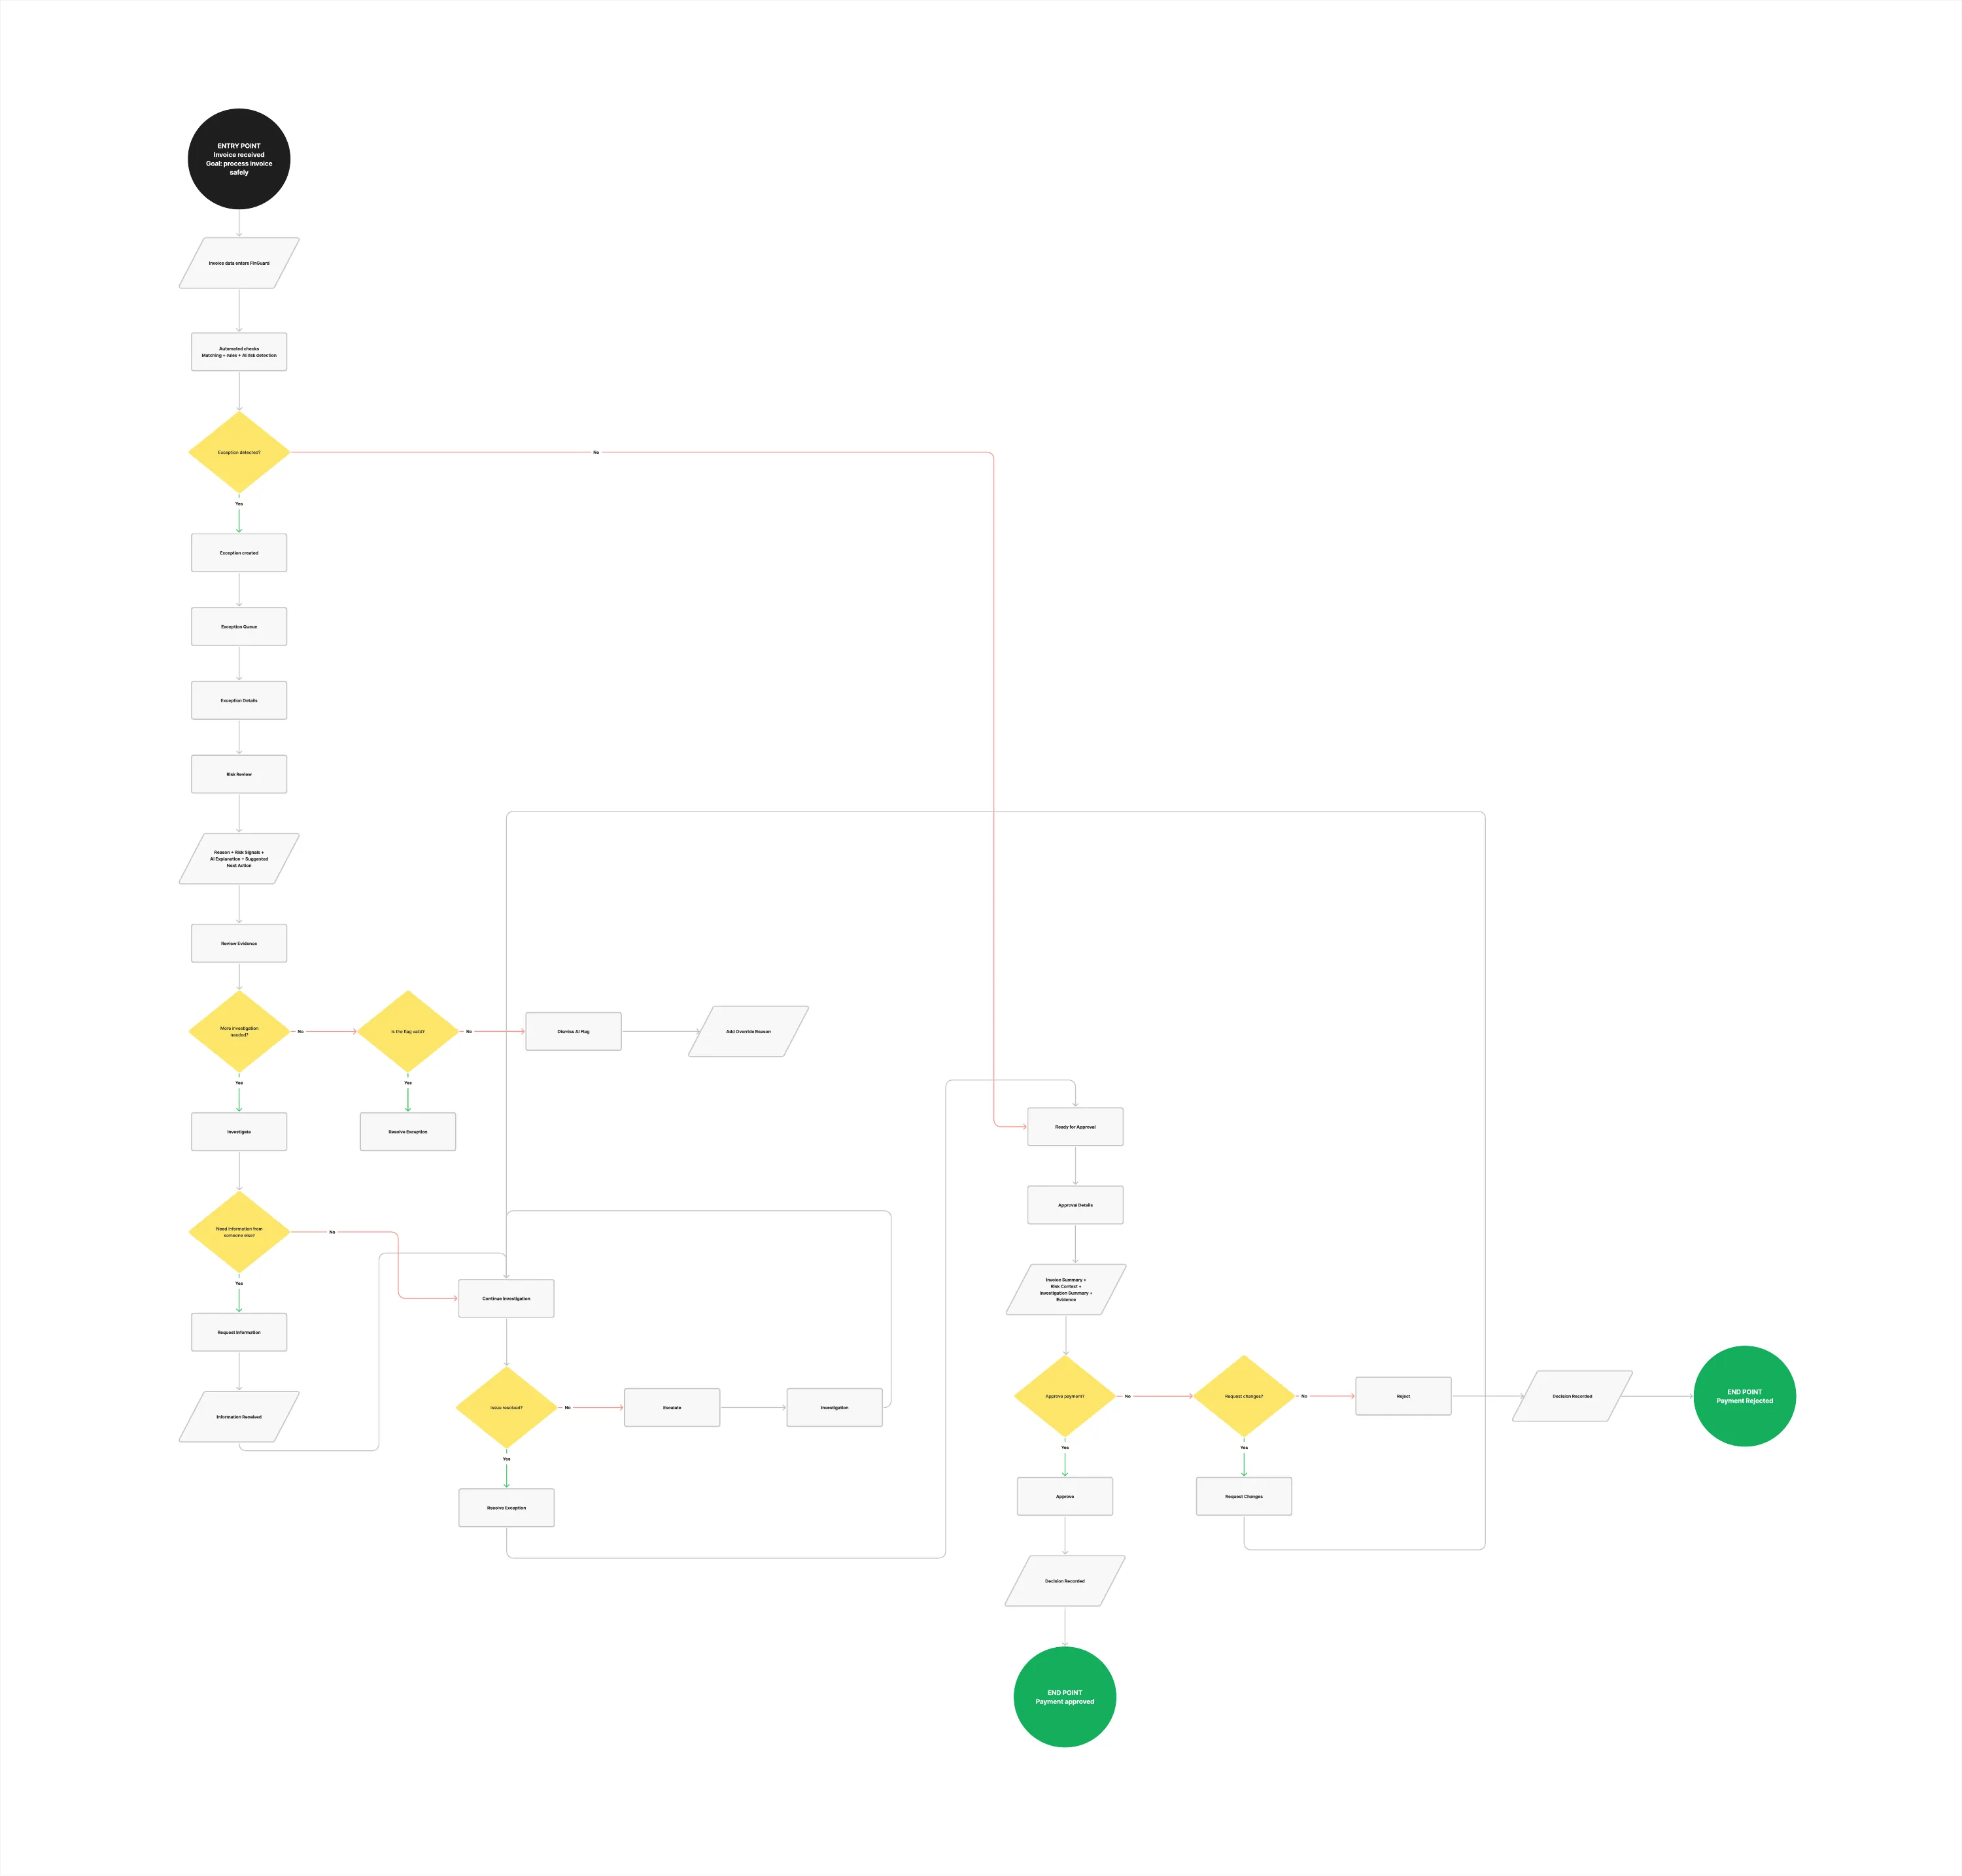 ENTRY POINT
Invoice received
Goal: process invoice
safely
Invoice data enters FinGuard
Automated checks
Matching + rules + AI risk detection
Exception detected?
No
Yes
Exception created
Exception Queue
Exception Details
Risk Review
Reason + Risk Signals +
AI Explanation + Suggested
Next Action
Review Evidence
More investigation
needed?
No
Is the flag valid?
No
Dismiss AI Flag
Add Override Reason
Yes
Yes
Investigate
Resolve Exception
Need information from
someone else?
No
Yes
Request Information
Information Received
Continue Investigation
Issue resolved?
No
Escalate
Investigation
Yes
Resolve Exception
Ready for Approval
Approval Details
Invoice Summary +
Risk Context +
Investigation Summary +
Evidence
Approve payment?
No
Request changes?
No
Reject
Decision Recorded
END POINT
Payment Rejected
Yes
Yes
Approve
Request Changes
Decision Recorded
END POINT
Payment approved